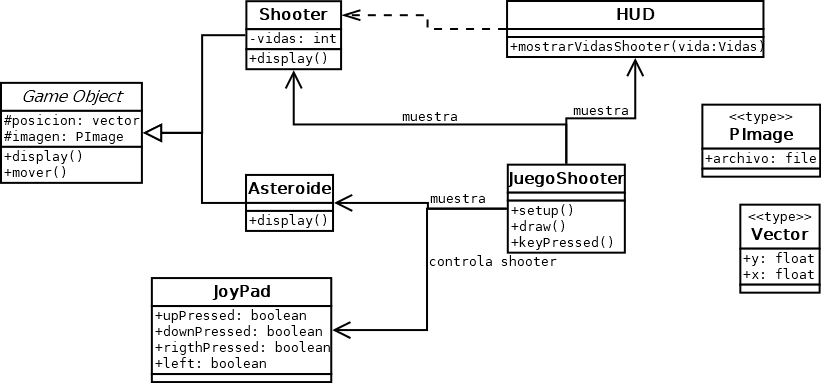 Shooter
-vidas: int
+display()
HUD
+mostrarVidasShooter(vida:Vidas)
Game Object
#posicion: vector
#imagen: PImage
+display()
+mover()
muestra
muestra
<<type>>
PImage
+archivo: file
Asteroide
+display()
muestra
JuegoShooter
+setup()
+draw()
+keyPressed()
<<type>>
Vector
+y: float
+x: float
controla shooter
JoyPad
+upPressed: boolean
+downPressed: boolean
+rigthPressed: boolean
+left: boolean